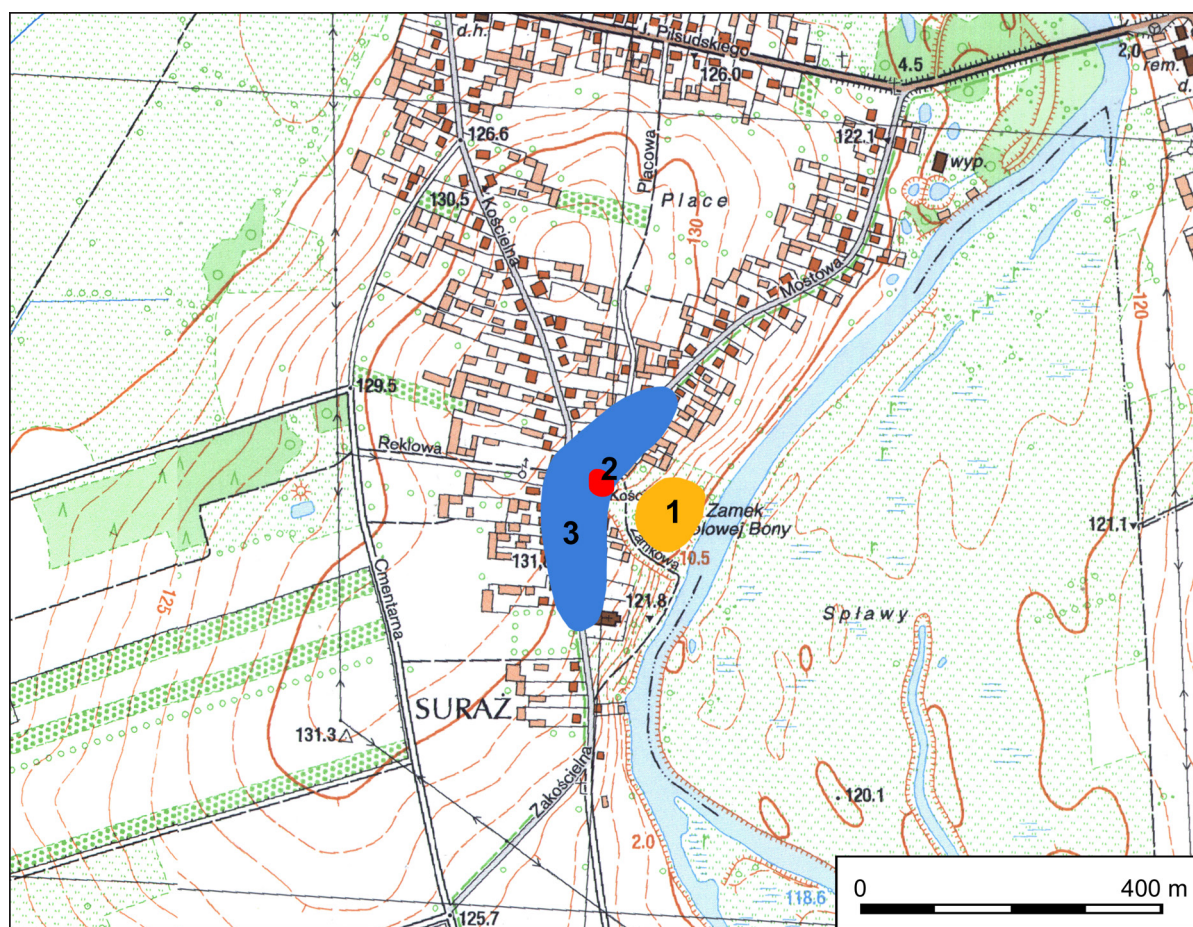 d.h.
J. Piłsudskiego
126.0
4.5
2,0
rem.
d.
126.6
Placowa
122.1
wyp.
130,5
Kościelna
Place
130
Mostowa
120
129.5
Reklowa
2
1
Zamek
Bony
3
Zamkowa
10.5
121.1
131,
125
Cmentarna
121.8
Spławy
SURAŻ
131.3
Zakościelna
120.1
2.0
118.6
125.7
0 400 m